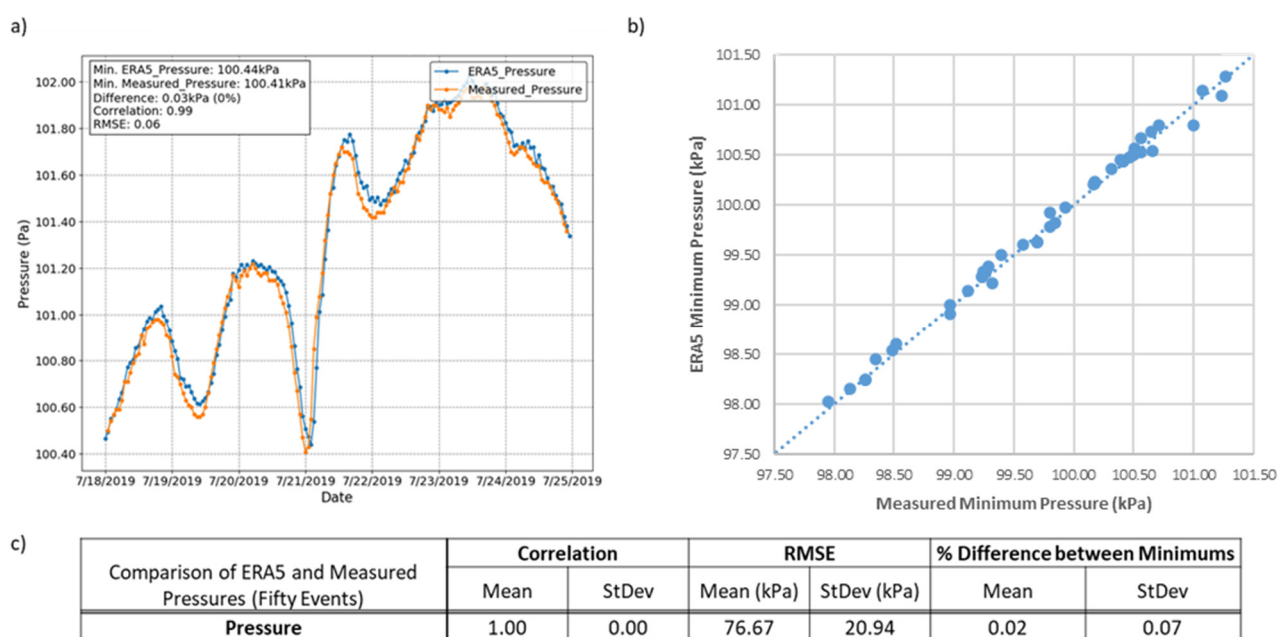 a)
Min. ERA5_Pressure: 100.44kPa
Min. Measured_Pressure: 100.41kPa
Difference: 0.03kPa (0%)
Correlation: 0.99
RMSE: 0.06
ERA5_Pressure
Measured_Pressure
Pressure (Pa)
102.00
101.80
101.60
101.40
101.20
101.00
100.80
100.60
100.40
7/18/2019 7/19/2019 7/20/2019 7/21/2019 7/22/2019 7/23/2019 7/24/2019 7/25/2019
Date
b)
ERA5 Minimum Pressure (kPa)
101.50
101.00
100.50
100.00
99.50
99.00
98.50
98.00
97.50
97.50 98.00 98.50 99.00 99.50 100.00 100.50 101.00 101.50
Measured Minimum Pressure (kPa)
c)
Comparison of ERA5 and Measured
Pressures (Fifty Events)
Correlation RMSE % Difference between Minimums
Mean StDev Mean (kPa) StDev (kPa) Mean StDev
Pressure 1.00 0.00 76.67 20.94 0.02 0.07